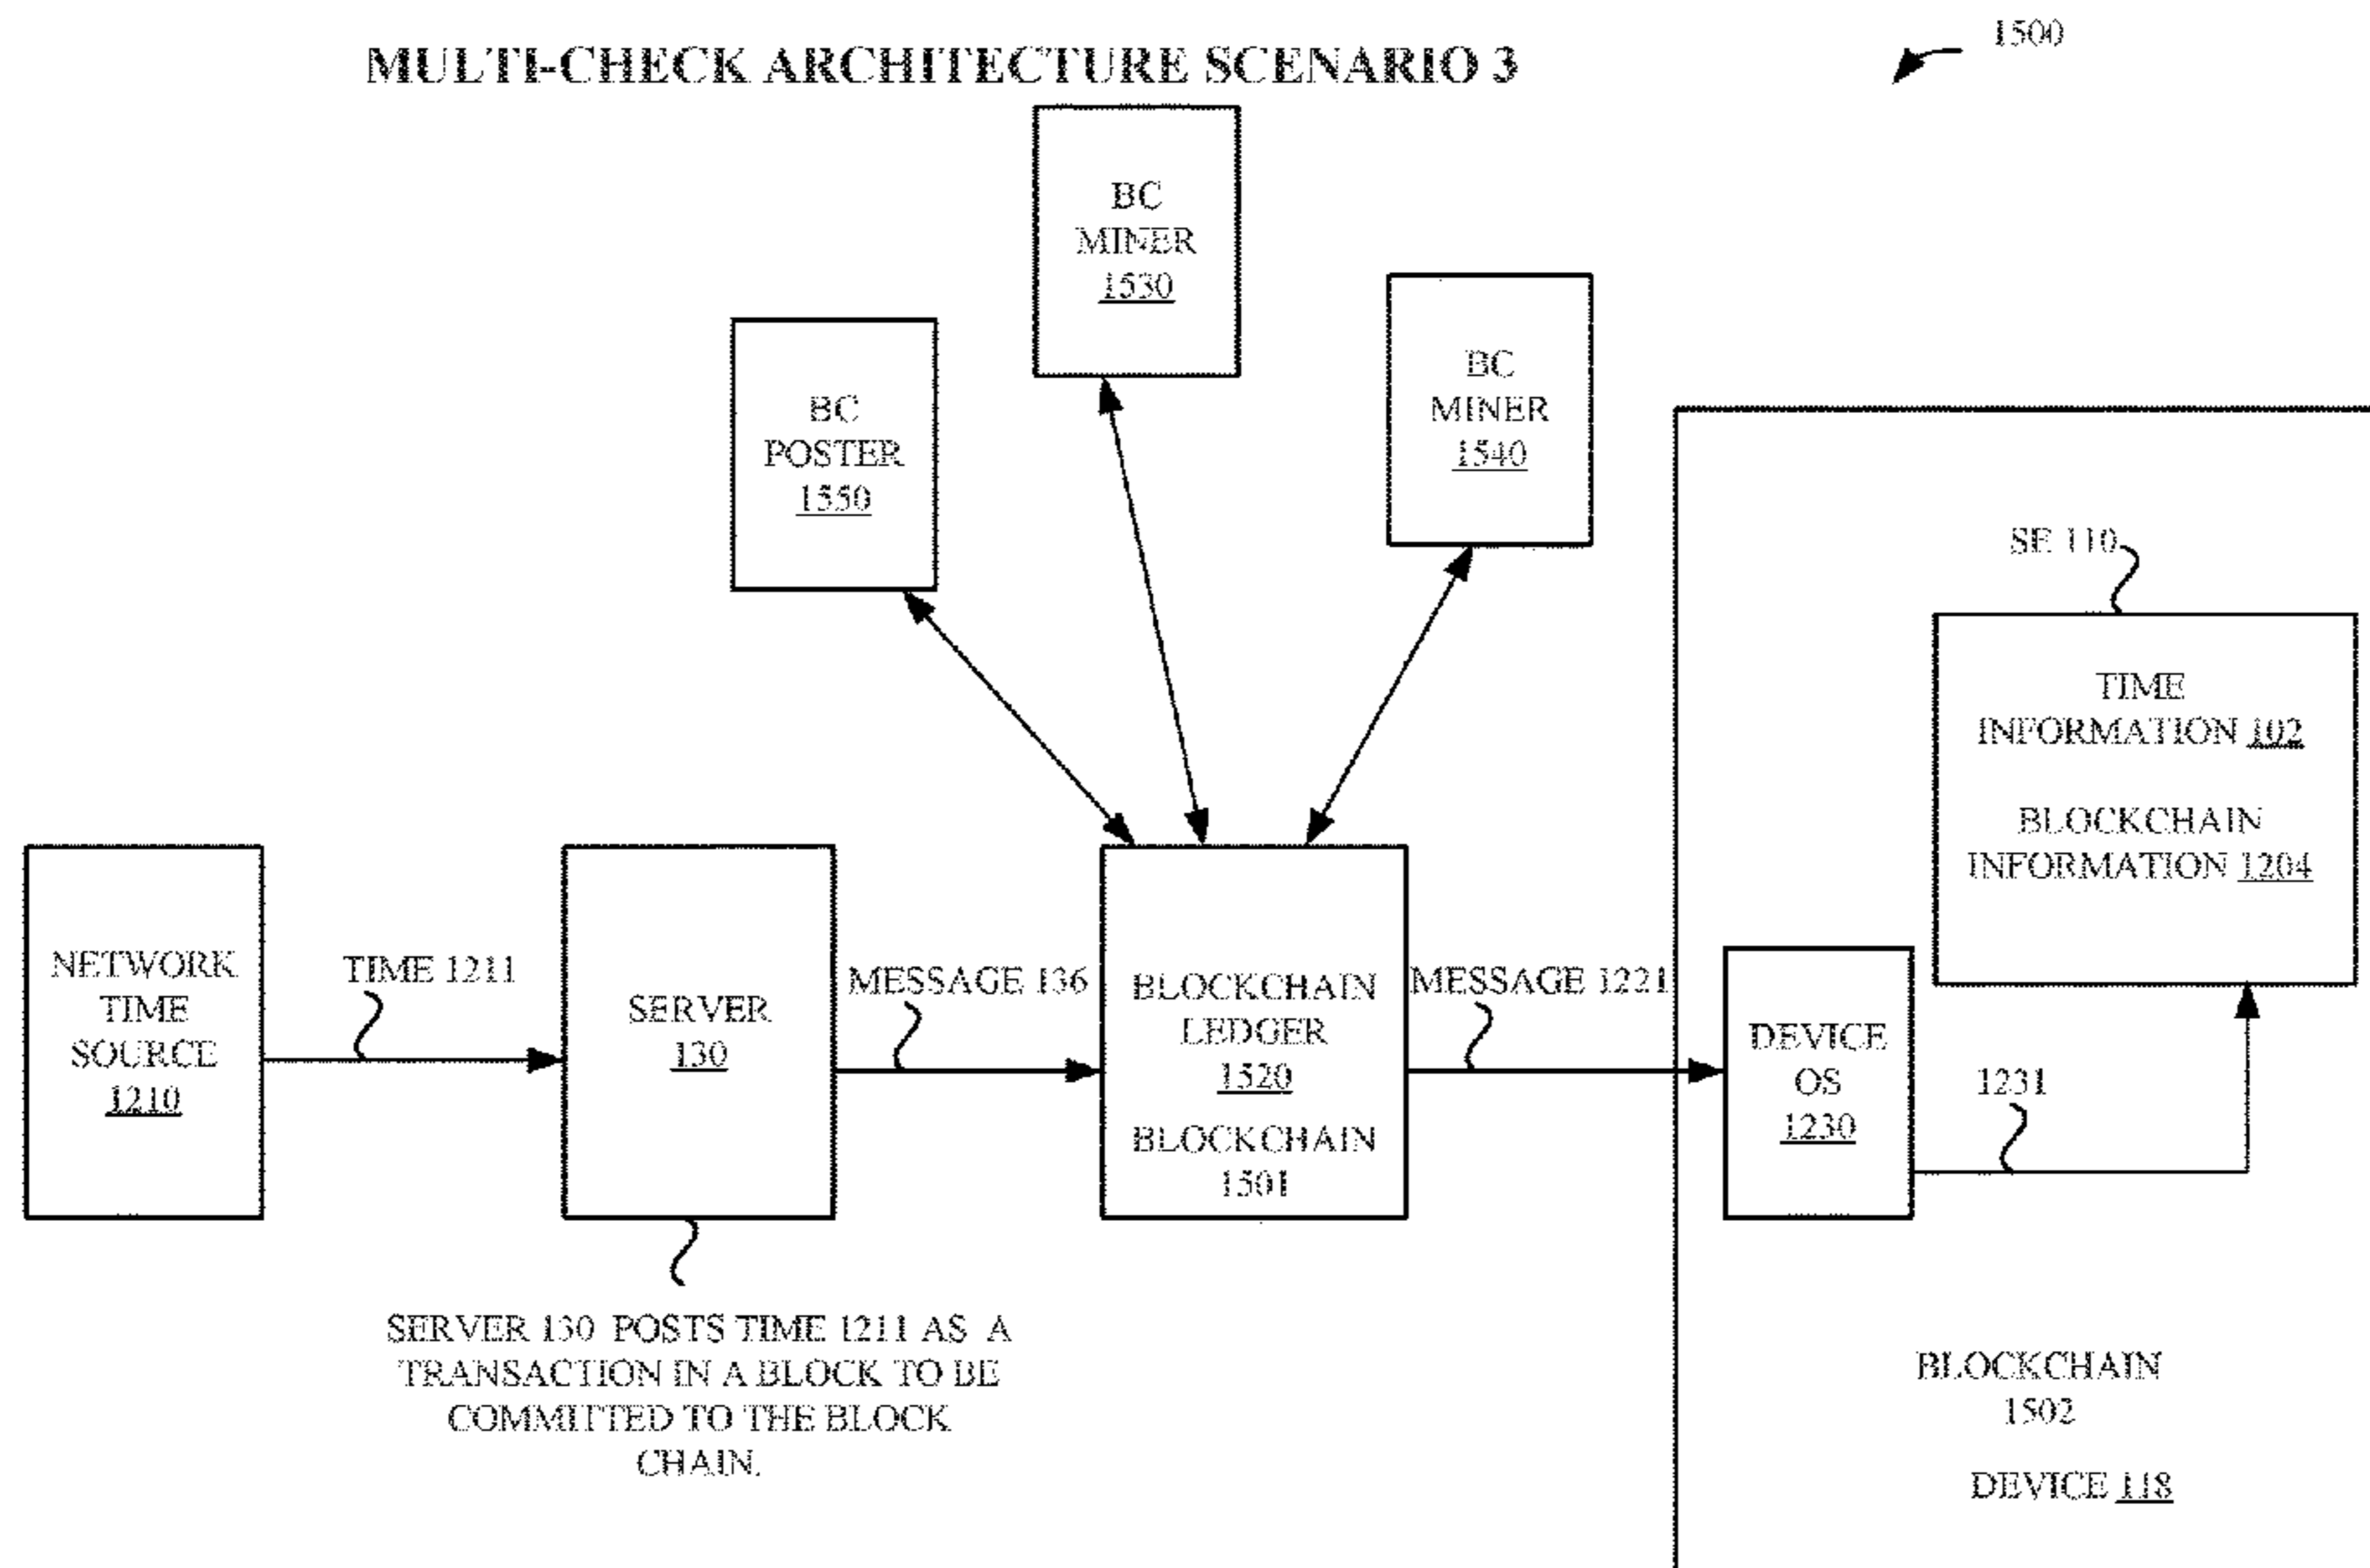 MULTI-CHECK ARCHITECTURE SCENARIO 3
1500
BC
MINER
1530
BC
MINER
1540
BC
POSTER
1550
SE 110
TIME
INFORMATION 102
BLOCKCHAIN
INFORMATION 1204
NETWORK
TIME
SOURCE
1210
TIME 1211
SERVER
130
MESSAGE 136
BLOCKCHAIN
LEDGER
1520
BLOCKCHAIN
1501
MESSAGE 1221
DEVICE
OS
1230
1231
SERVER 130 POSTS TIME 1211 AS A
TRANSACTION IN A BLOCK TO BE
COMMITTED TO THE BLOCK
CHAIN.
BLOCKCHAIN
1502
DEVICE 118